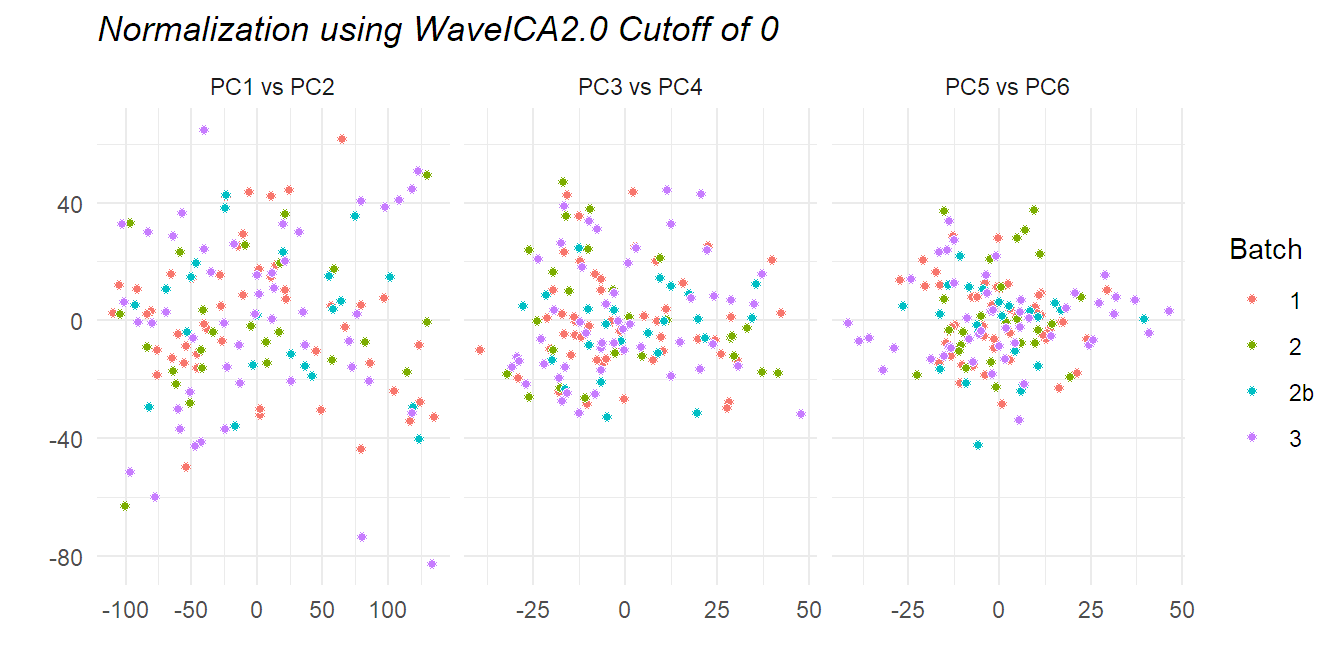 Normalization using WaveICA2.0 Cutoff of 0
PC1 vs PC2
PC3 vs PC4
PC5 vs PC6
40
0
-40
-80
-100 -50 0 50 100
-25 0 25 50
-25 0 25 50
Batch
1
2
2b
3